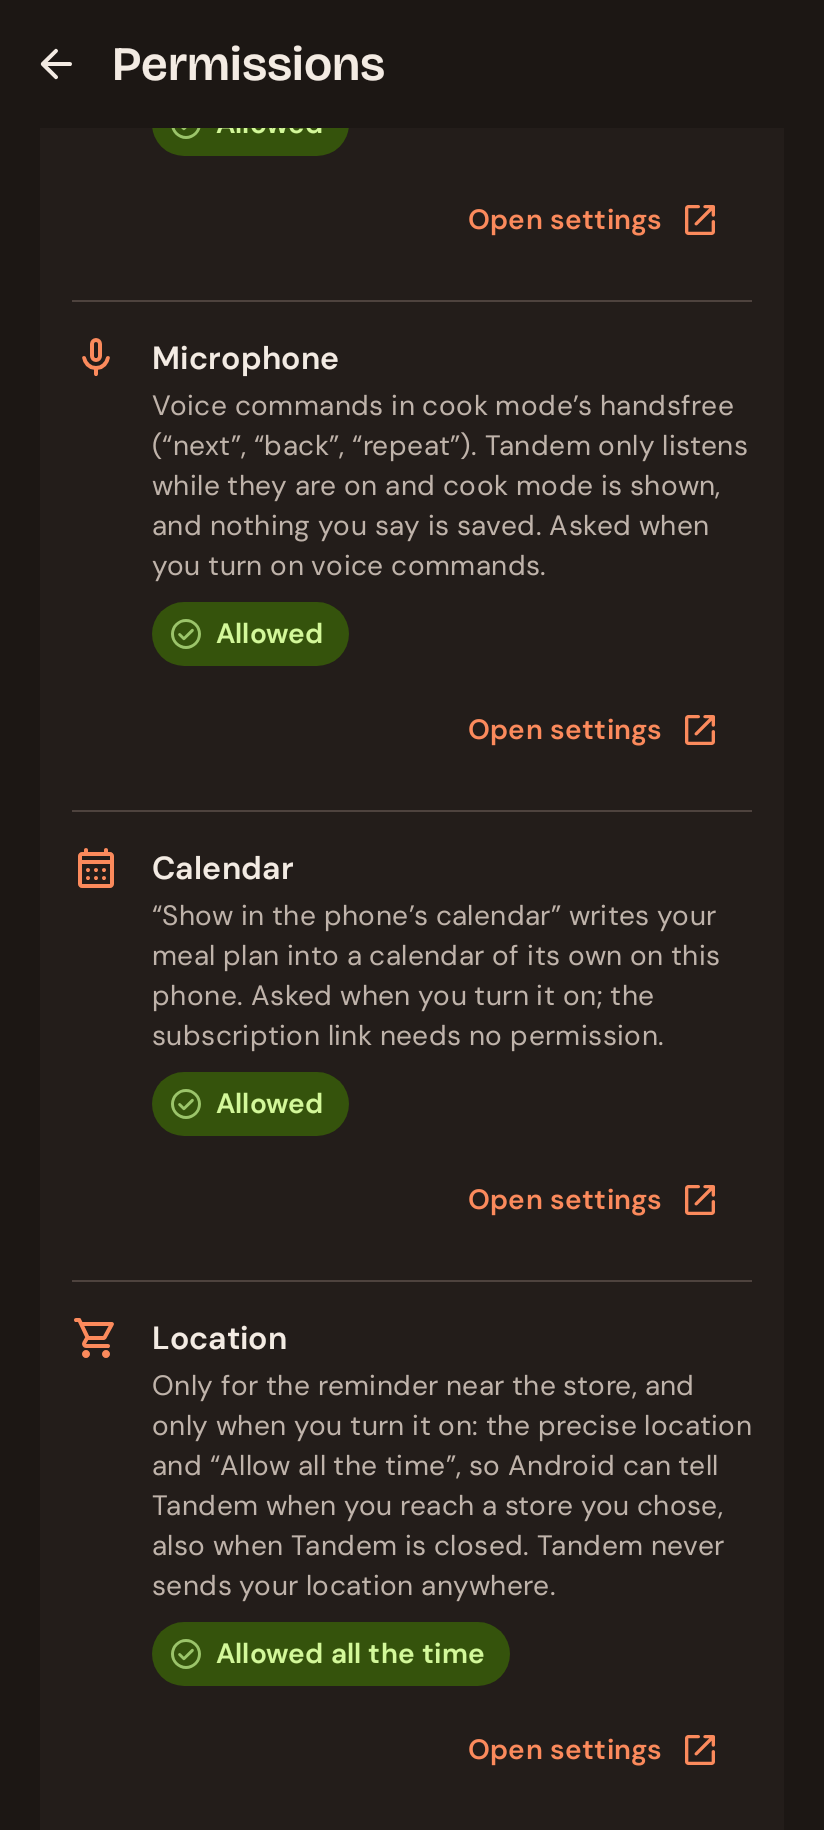 Permissions
Allowed
Open settings
Microphone
Voice commands in cook mode’s handsfree
(“next”, “back”, “repeat”). Tandem only listens
while they are on and cook mode is shown,
and nothing you say is saved. Asked when
you turn on voice commands.
Allowed
Open settings
Calendar
“Show in the phone’s calendar” writes your
meal plan into a calendar of its own on this
phone. Asked when you turn it on; the
subscription link needs no permission.
Allowed
Open settings
Location
Only for the reminder near the store, and
only when you turn it on: the precise location
and “Allow all the time”, so Android can tell
Tandem when you reach a store you chose,
also when Tandem is closed. Tandem never
sends your location anywhere.
Allowed all the time
Open settings